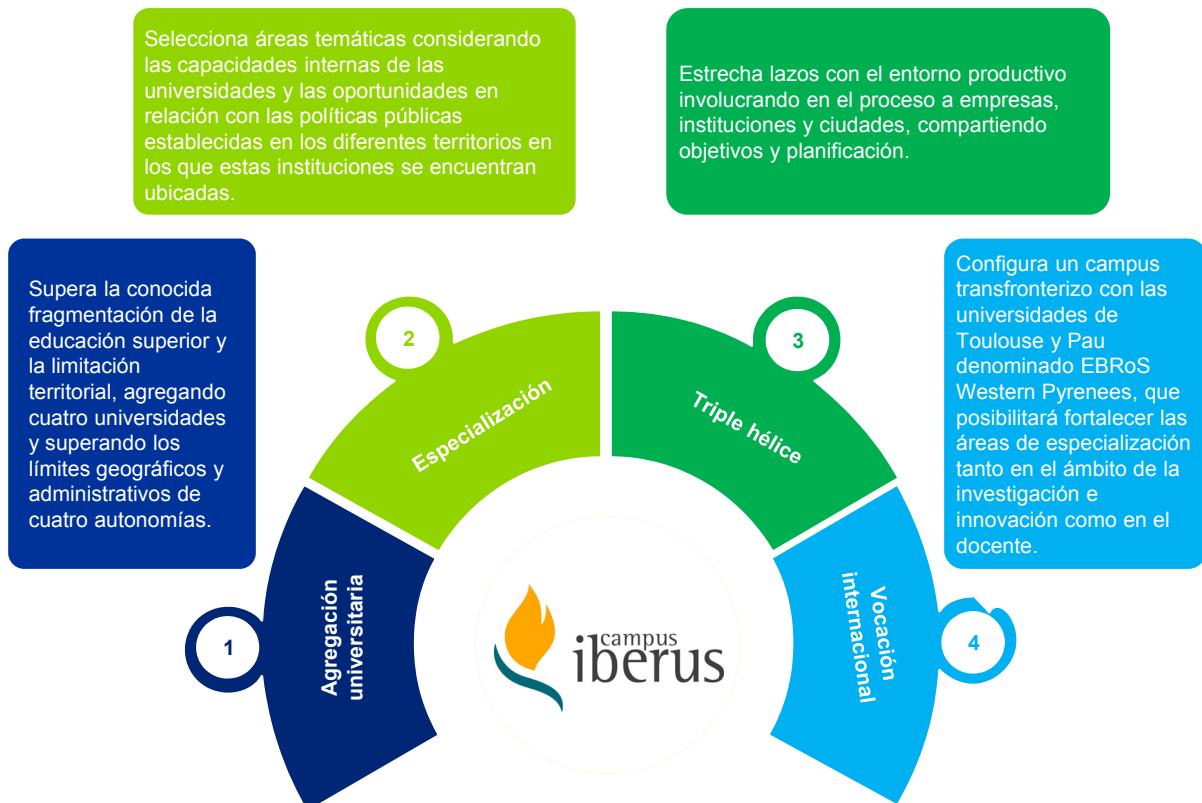 Selecciona áreas temáticas considerando
las capacidades internas de las
universidades y las oportunidades en
relación con las políticas públicas
establecidas en los diferentes territorios en
los que estas instituciones se encuentran
ubicadas.
Estrecha lazos con el entorno productivo
involucrando en el proceso a empresas,
instituciones y ciudades, compartiendo
objetivos y planificación.
Supera la conocida
fragmentación de la
educación superior y
la limitación
territorial, agregando
cuatro universidades
y superando los
límites geográficos y
administrativos de
cuatro autonomías.
Configura un campus
transfronterizo con las
universidades de
Toulouse y Pau
denominado EBRoS
Western Pyrenees, que
posibilitará fortalecer las
áreas de especialización
tanto en el ámbito de la
investigación e
innovación como en el
docente.
1
Agregación
universitaria
2
Especialización
3
Triple hélice
4
Vocación
internacional
campus
iberus